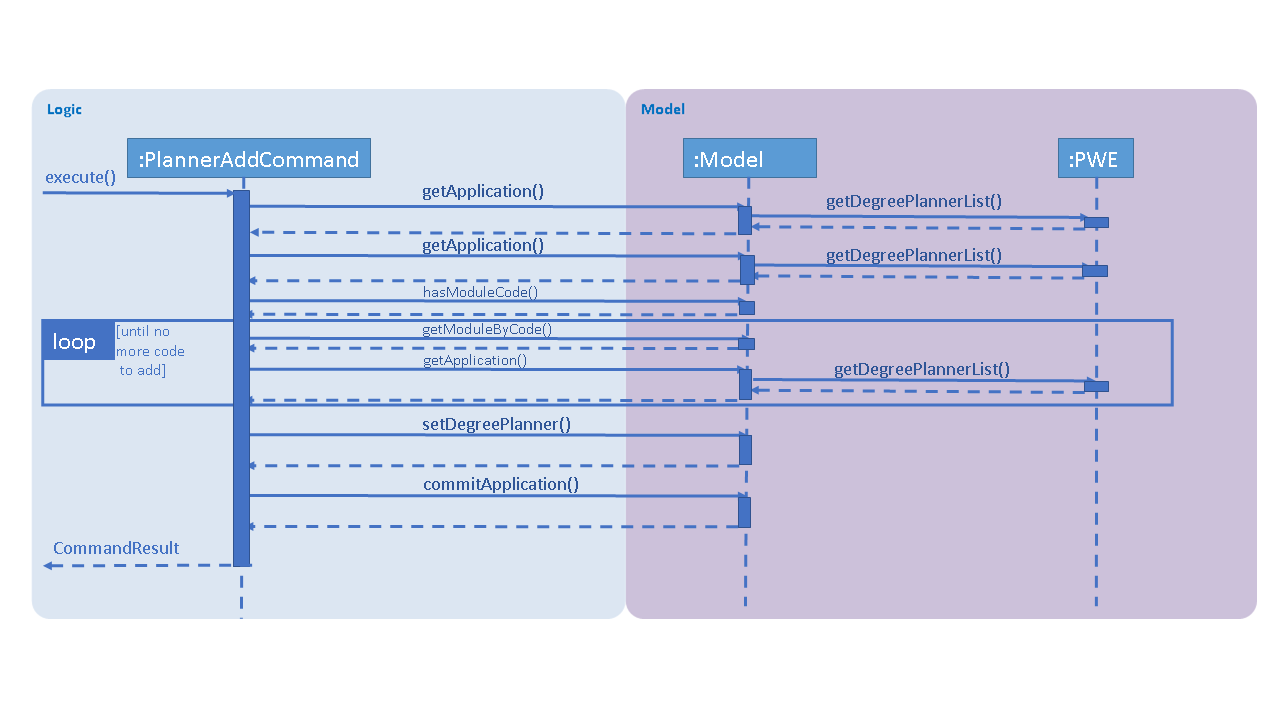 Logic
Model
:PlannerAddCommand
:Model
:PWE
execute()
getApplication()
getDegreePlannerList()
getApplication()
getDegreePlannerList()
hasModuleCode()
loop
[until no
more code
to add]
getModuleByCode()
getApplication()
getDegreePlannerList()
setDegreePlanner()
commitApplication()
CommandResult